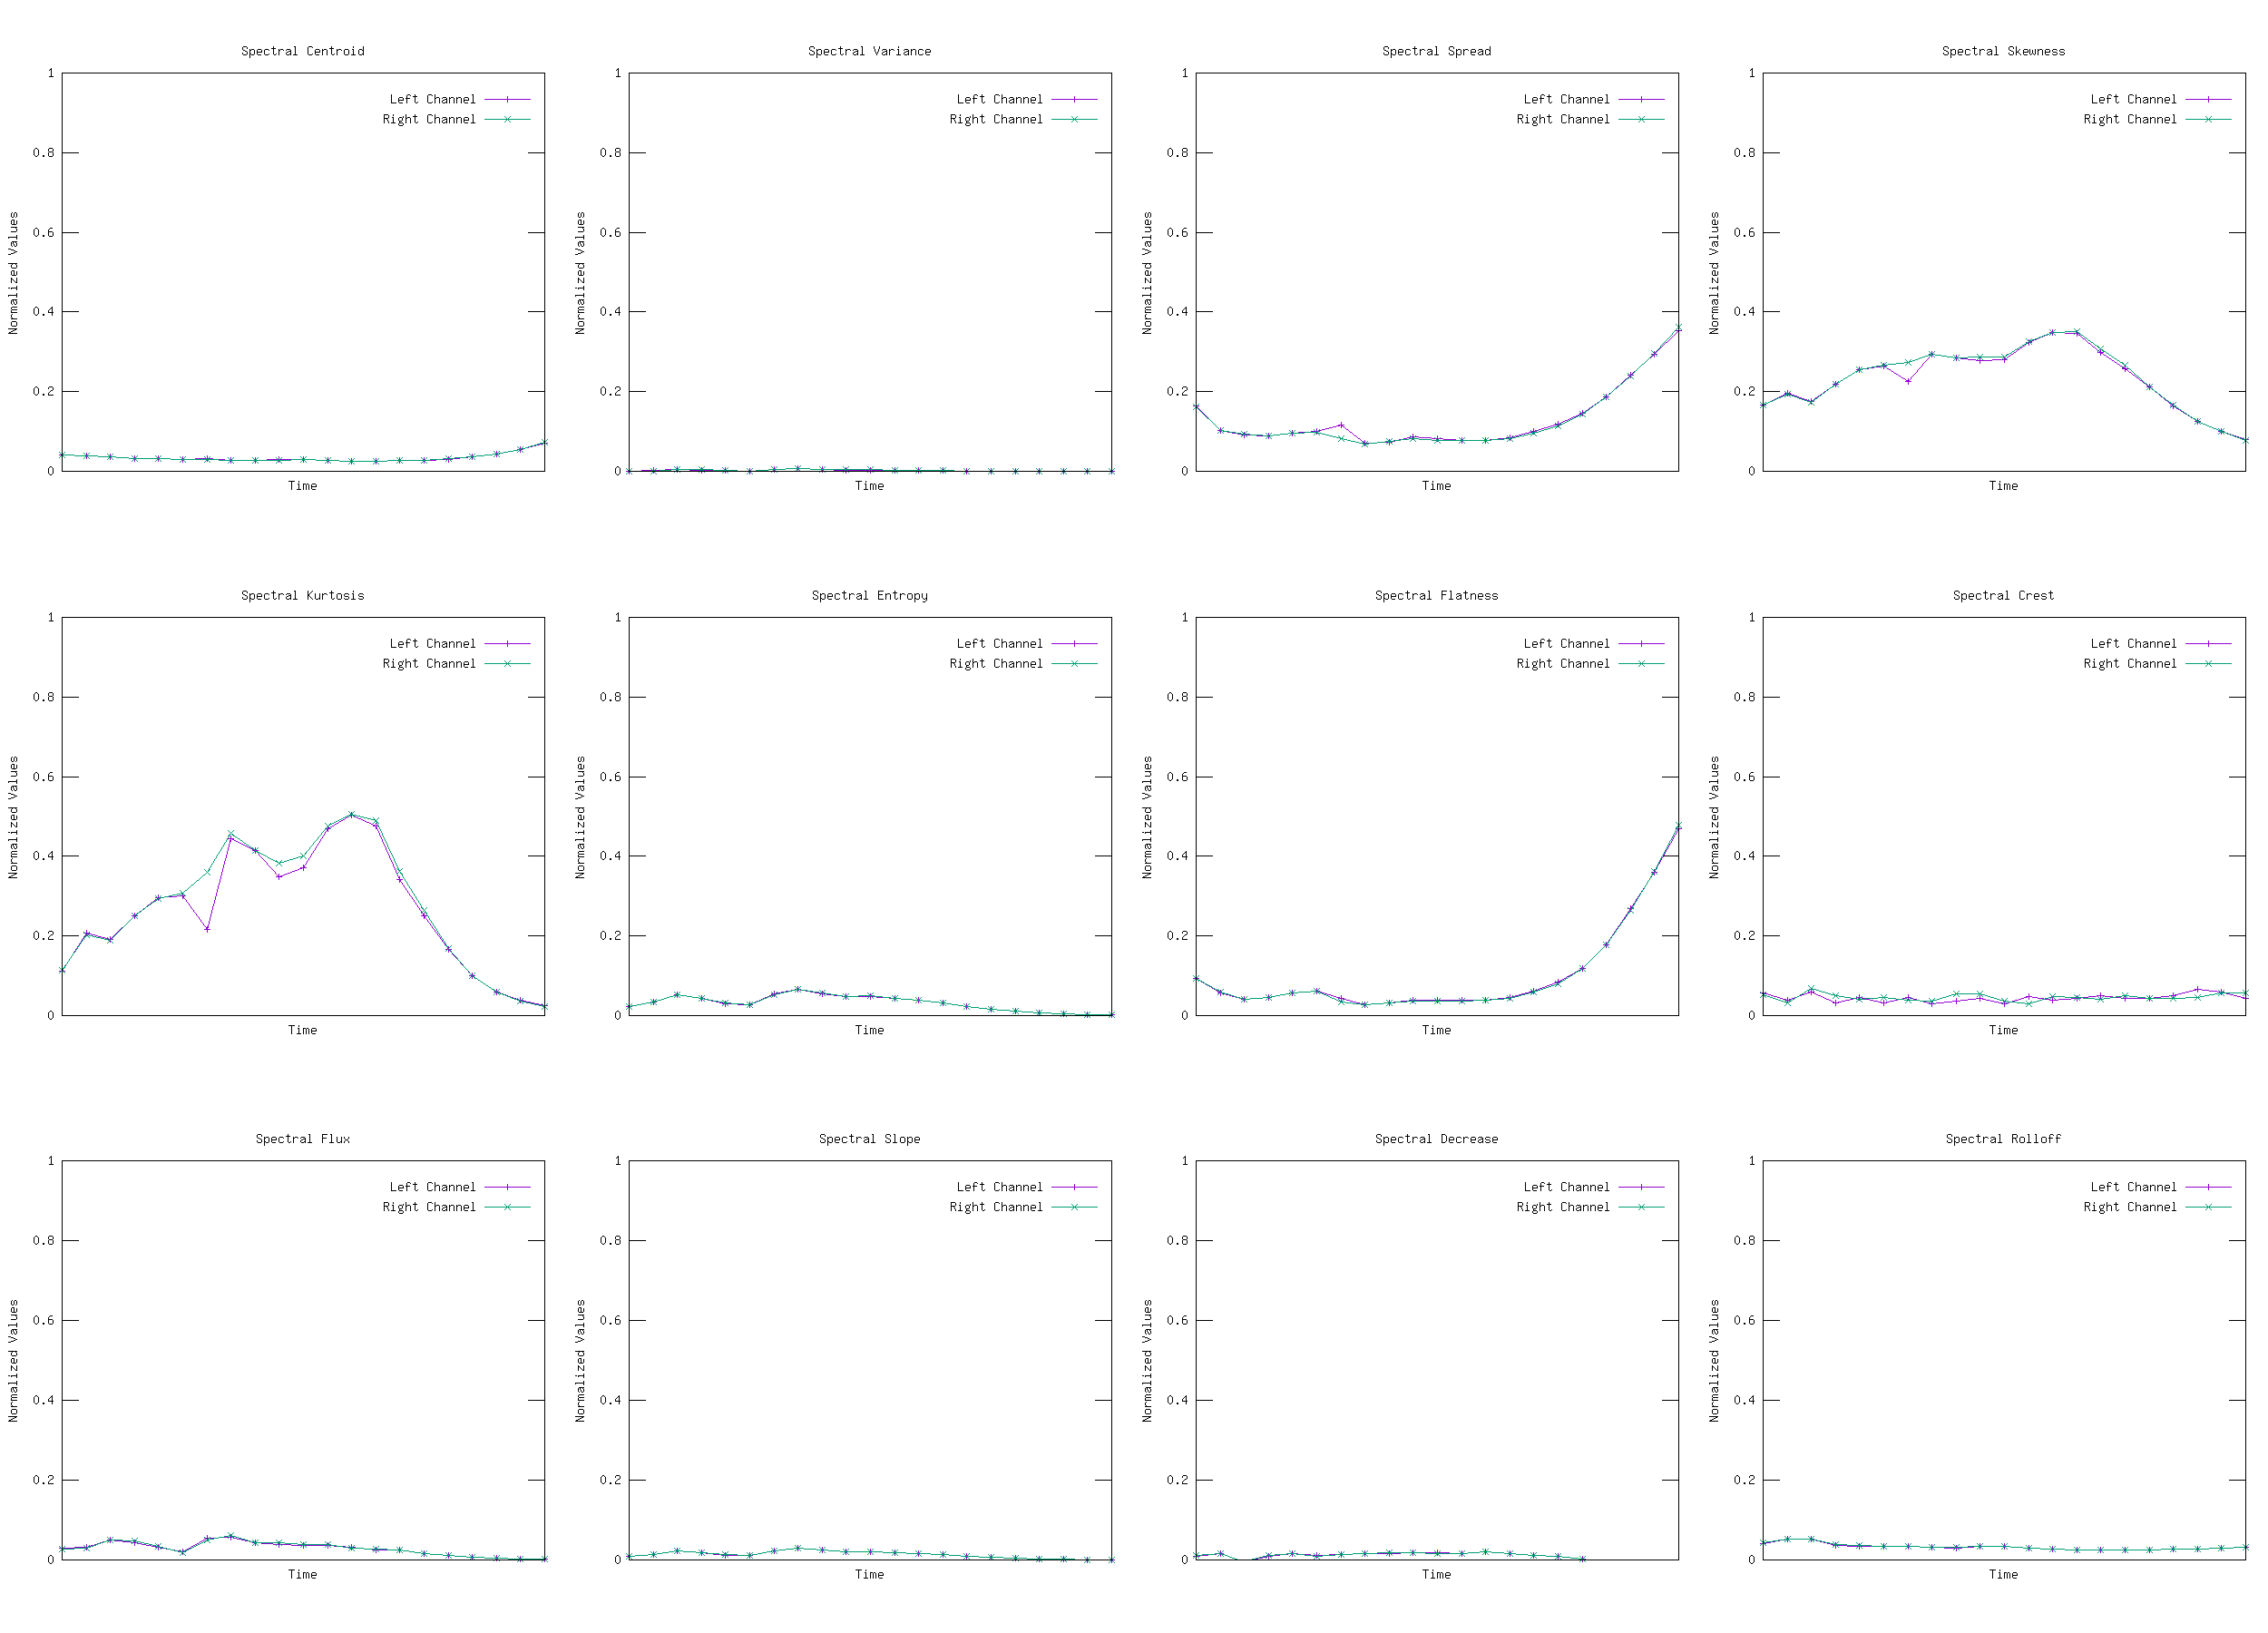 Spectral Centroid
1
0.8
0.6
0.4
0.2
0
Normalized Values
Left Channel
Right Channel
Time
Spectral Variance
1
0.8
0.6
0.4
0.2
0
Normalized Values
Left Channel
Right Channel
Time
Spectral Spread
1
0.8
0.6
0.4
0.2
0
Normalized Values
Left Channel
Right Channel
Time
Spectral Skewness
1
0.8
0.6
0.4
0.2
0
Normalized Values
Left Channel
Right Channel
Time
Spectral Kurtosis
1
0.8
0.6
0.4
0.2
0
Normalized Values
Left Channel
Right Channel
Time
Spectral Entropy
1
0.8
0.6
0.4
0.2
0
Normalized Values
Left Channel
Right Channel
Time
Spectral Flatness
1
0.8
0.6
0.4
0.2
0
Normalized Values
Left Channel
Right Channel
Time
Spectral Crest
1
0.8
0.6
0.4
0.2
0
Normalized Values
Left Channel
Right Channel
Time
Spectral Flux
1
0.8
0.6
0.4
0.2
0
Normalized Values
Left Channel
Right Channel
Time
Spectral Slope
1
0.8
0.6
0.4
0.2
0
Normalized Values
Left Channel
Right Channel
Time
Spectral Decrease
1
0.8
0.6
0.4
0.2
0
Normalized Values
Left Channel
Right Channel
Time
Spectral Rolloff
1
0.8
0.6
0.4
0.2
0
Normalized Values
Left Channel
Right Channel
Time